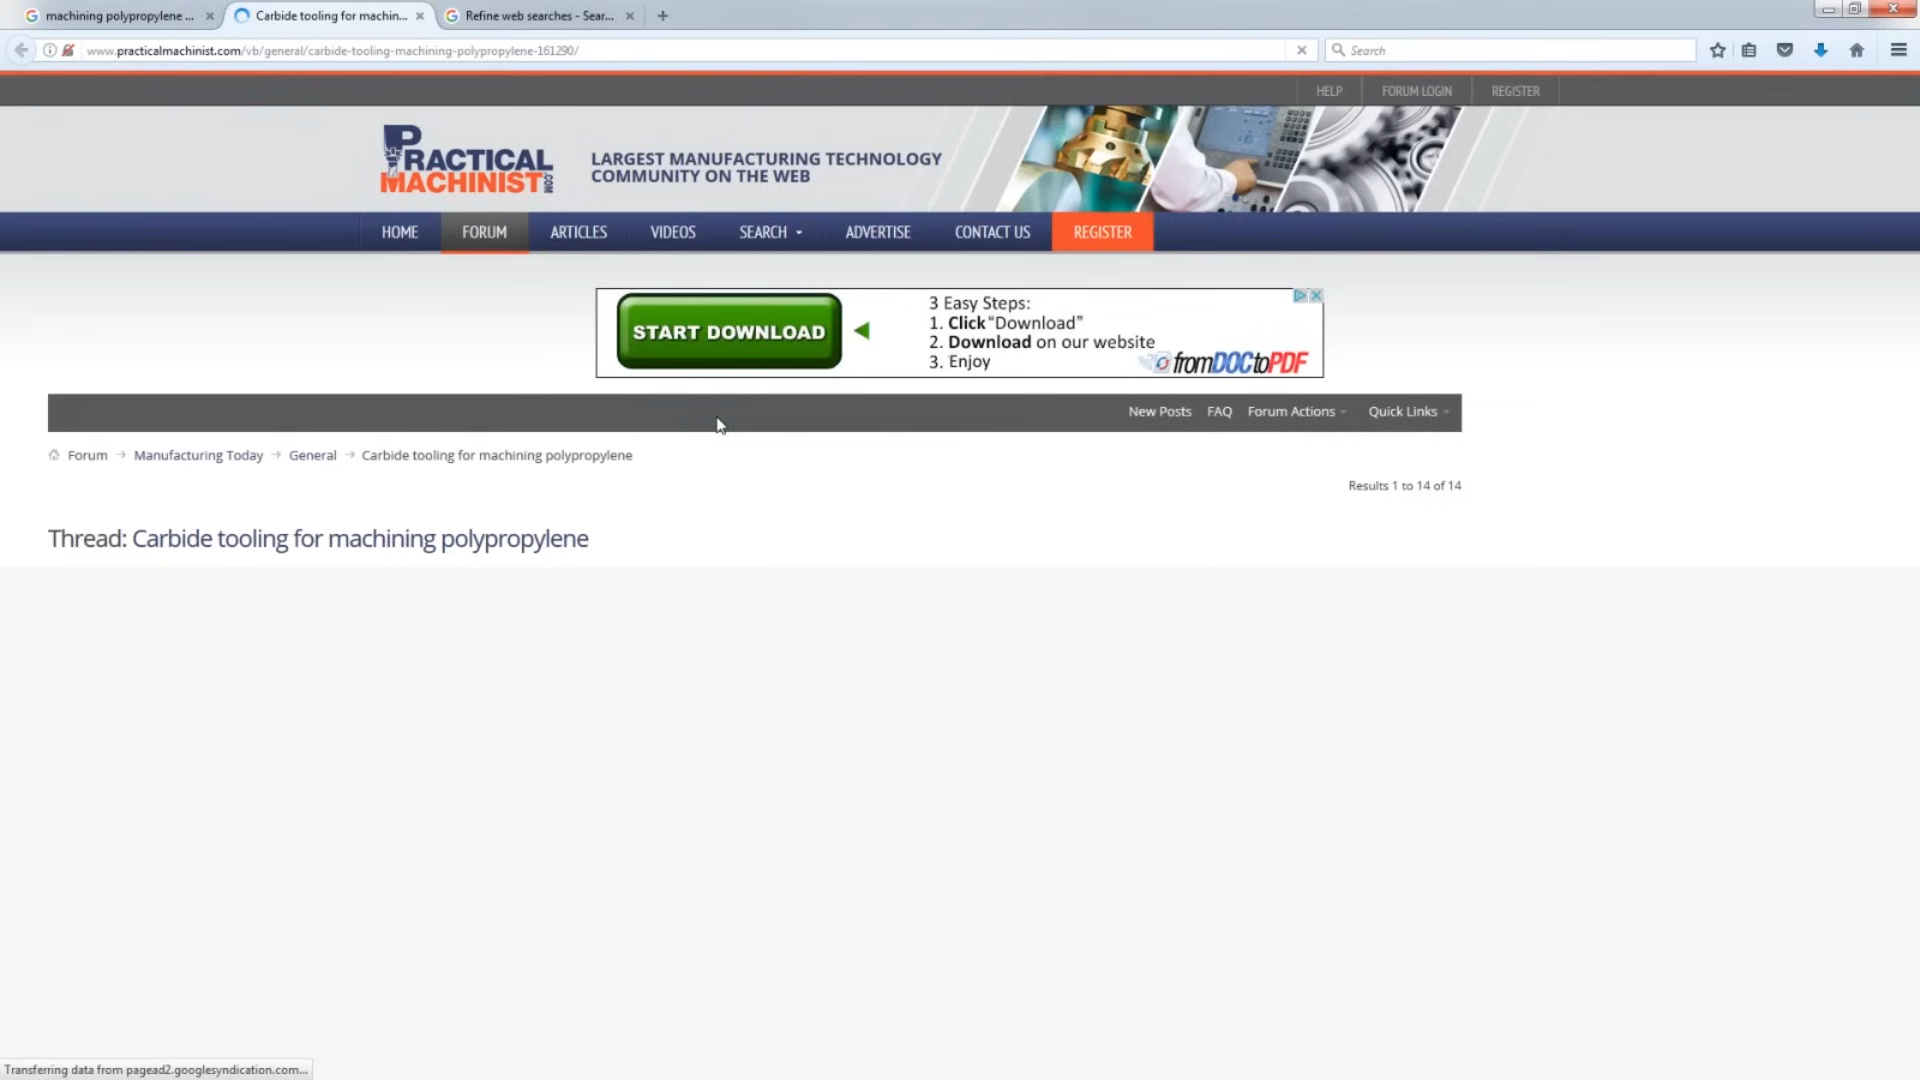 machining polypropylene ...
Carbide tooling for machin...
Refine web searches - Sear...
www.practicalmachinist.com/vb/general/carbide-tooling-machining-polypropylene-161290/
Search
HELP
FORUM LOGIN
REGISTER
PRACTICAL
MACHINIST.COM
LARGEST MANUFACTURING TECHNOLOGY
COMMUNITY ON THE WEB
HOME
FORUM
ARTICLES
VIDEOS
SEARCH
ADVERTISE
CONTACT US
REGISTER
START DOWNLOAD
3 Easy Steps:
1. Click "Download"
2. Download on our website
3. Enjoy
fromDOCtoPDF
New Posts
FAQ
Forum Actions
Quick Links
Forum → Manufacturing Today → General → Carbide tooling for machining polypropylene
Results 1 to 14 of 14
Thread: Carbide tooling for machining polypropylene
Transferring data from pagead2.googlesyndication.com...